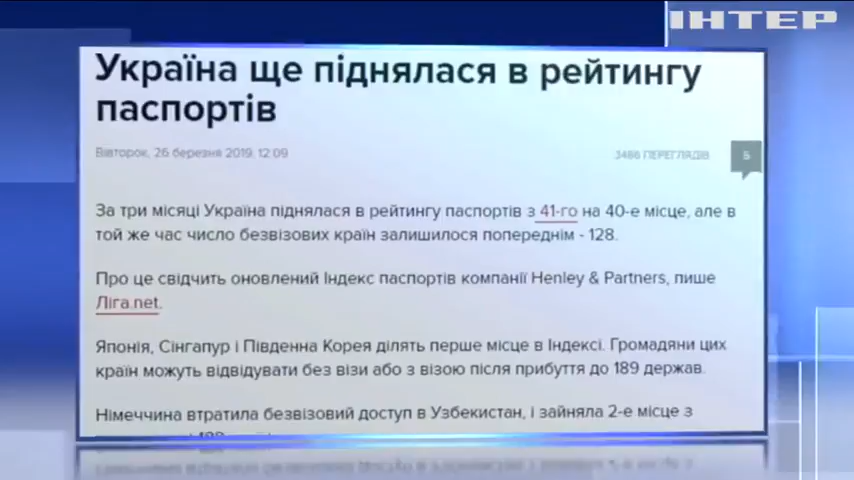 ІНТЕР
Україна ще піднялася в рейтингу
паспортів
Вівторок, 26 березня 2019, 12:09
3486 ПЕРЕГЛЯДІВ
5
За три місяці Україна піднялася в рейтингу паспортів з 41-го на 40-е місце, але в
той же час число безвізових країн залишилося попереднім - 128.
Про це свідчить оновлений Індекс паспортів компанії Henley & Partners, пише
Ліга.net.
Японія, Сінгапур і Південна Корея ділять перше місце в Індексі. Громадяни цих
країн можуть відвідувати без візи або з візою після прибуття до 189 держав.
Німеччина втратила безвізовий доступ в Узбекистан, і зайняла 2-е місце з